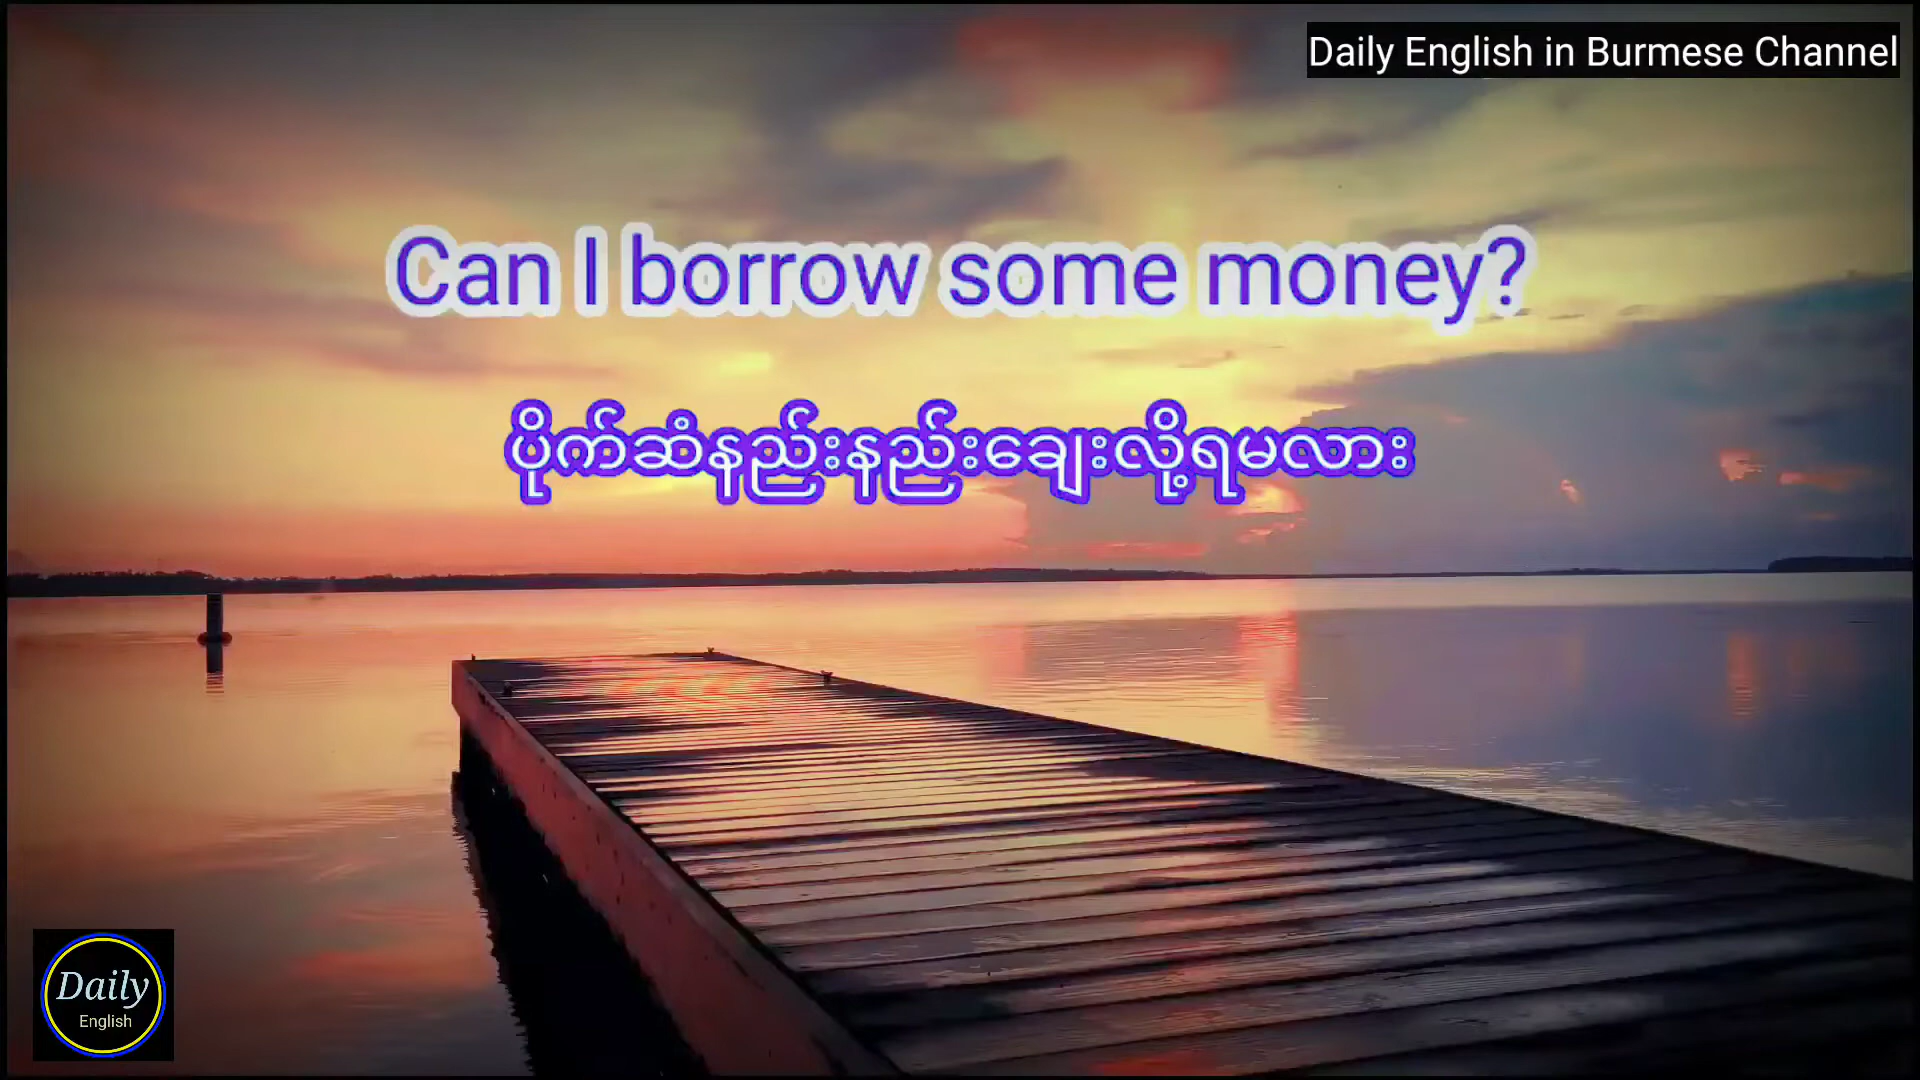 Daily English in Burmese Channel
Can I borrow some money?
ပိုက်ဆံနည်းနည်းချေးလို့ရမလား
Daily
English